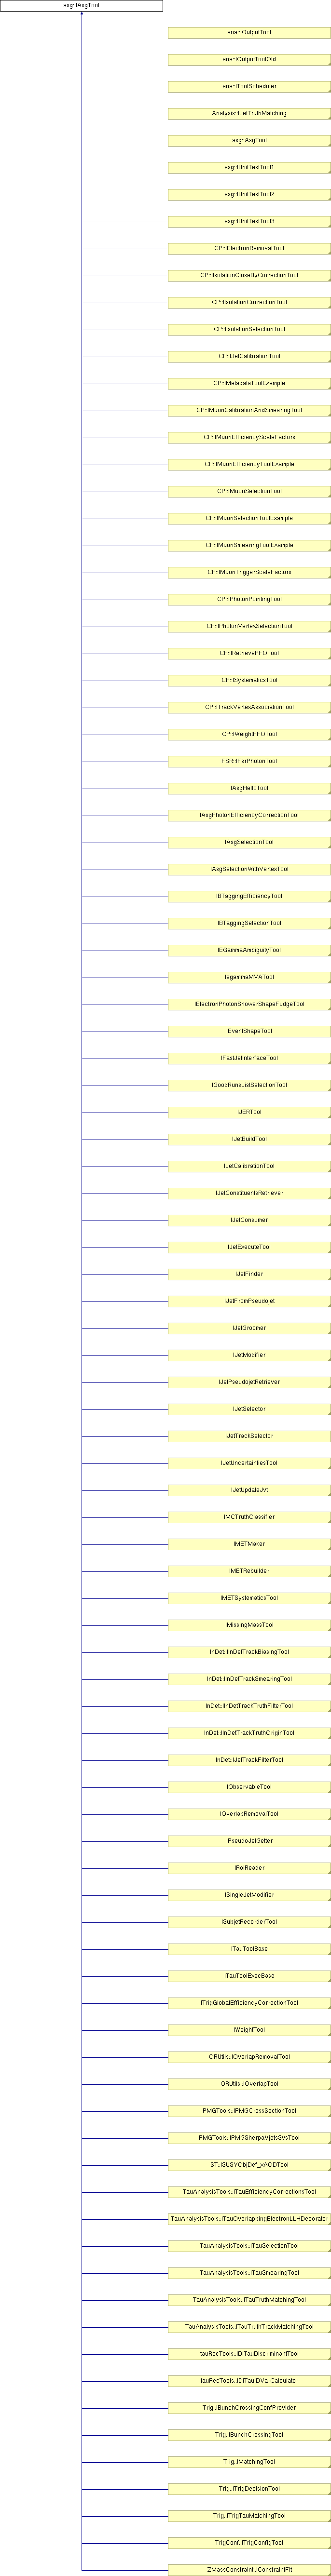 asg::IAsgTool
ana::IOutputTool
ana::IOutputToolOld
ana::IToolScheduler
Analysis::IJetTruthMatching
asg::AsgTool
asg::IUnitTestTool1
asg::IUnitTestTool2
asg::IUnitTestTool3
CP::IElectronRemovalTool
CP::IIsolationCloseByCorrectionTool
CP::IIsolationCorrectionTool
CP::IIsolationSelectionTool
CP::IJetCalibrationTool
CP::IMetadataToolExample
CP::IMuonCalibrationAndSmearingTool
CP::IMuonEfficiencyScaleFactors
CP::IMuonEfficiencyToolExample
CP::IMuonSelectionTool
CP::IMuonSelectionToolExample
CP::IMuonSmearingToolExample
CP::IMuonTriggerScaleFactors
CP::IPhotonPointingTool
CP::IPhotonVertexSelectionTool
CP::IRetrievePFOTool
CP::ISystematicsTool
CP::ITrackVertexAssociationTool
CP::IWeightPFOTool
FSR::IFsrPhotonTool
IAsgHelloTool
IAsgPhotonEfficiencyCorrectionTool
IAsgSelectionTool
IAsgSelectionWithVertexTool
IBTaggingEfficiencyTool
IBTaggingSelectionTool
IEGammaAmbiguityTool
IegammaMVATool
IElectronPhotonShowerShapeFudgeTool
IEventShapeTool
IFastJetInterfaceTool
IGoodRunsListSelectionTool
IJERTool
IJetBuildTool
IJetCalibrationTool
IJetConstituentsRetriever
IJetConsumer
IJetExecuteTool
IJetFinder
IJetFromPseudojet
IJetGroomer
IJetModifier
IJetPseudojetRetriever
IJetSelector
IJetTrackSelector
IJetUncertaintiesTool
IJetUpdateJvt
IMCTruthClassifier
IMETMaker
IMETRebuilder
IMETSystematicsTool
IMissingMassTool
InDet::IInDetTrackBiasingTool
InDet::IInDetTrackSmearingTool
InDet::IInDetTrackTruthFilterTool
InDet::IInDetTrackTruthOriginTool
InDet::IJetTrackFilterTool
IObservableTool
IOverlapRemovalTool
IPseudoJetGetter
IRoiReader
ISingleJetModifier
ISubjetRecorderTool
ITauToolBase
ITauToolExecBase
ITrigGlobalEfficiencyCorrectionTool
IWeightTool
ORUtils::IOverlapRemovalTool
ORUtils::IOverlapTool
PMGTools::IPMGCrossSectionTool
PMGTools::IPMGSherpaVjetsSysTool
ST::ISUSYObjDef_xAODTool
TauAnalysisTools::ITauEfficiencyCorrectionsTool
TauAnalysisTools::ITauOverlappingElectronLLHDecorator
TauAnalysisTools::ITauSelectionTool
TauAnalysisTools::ITauSmearingTool
TauAnalysisTools::ITauTruthMatchingTool
TauAnalysisTools::ITauTruthTrackMatchingTool
tauRecTools::IDiTauDiscriminantTool
tauRecTools::IDiTauIDVarCalculator
Trig::IBunchCrossingConfProvider
Trig::IBunchCrossingTool
Trig::IMatchingTool
Trig::ITrigDecisionTool
Trig::ITrigTauMatchingTool
TrigConf::ITrigConfigTool
ZMassConstraint::IConstraintFit